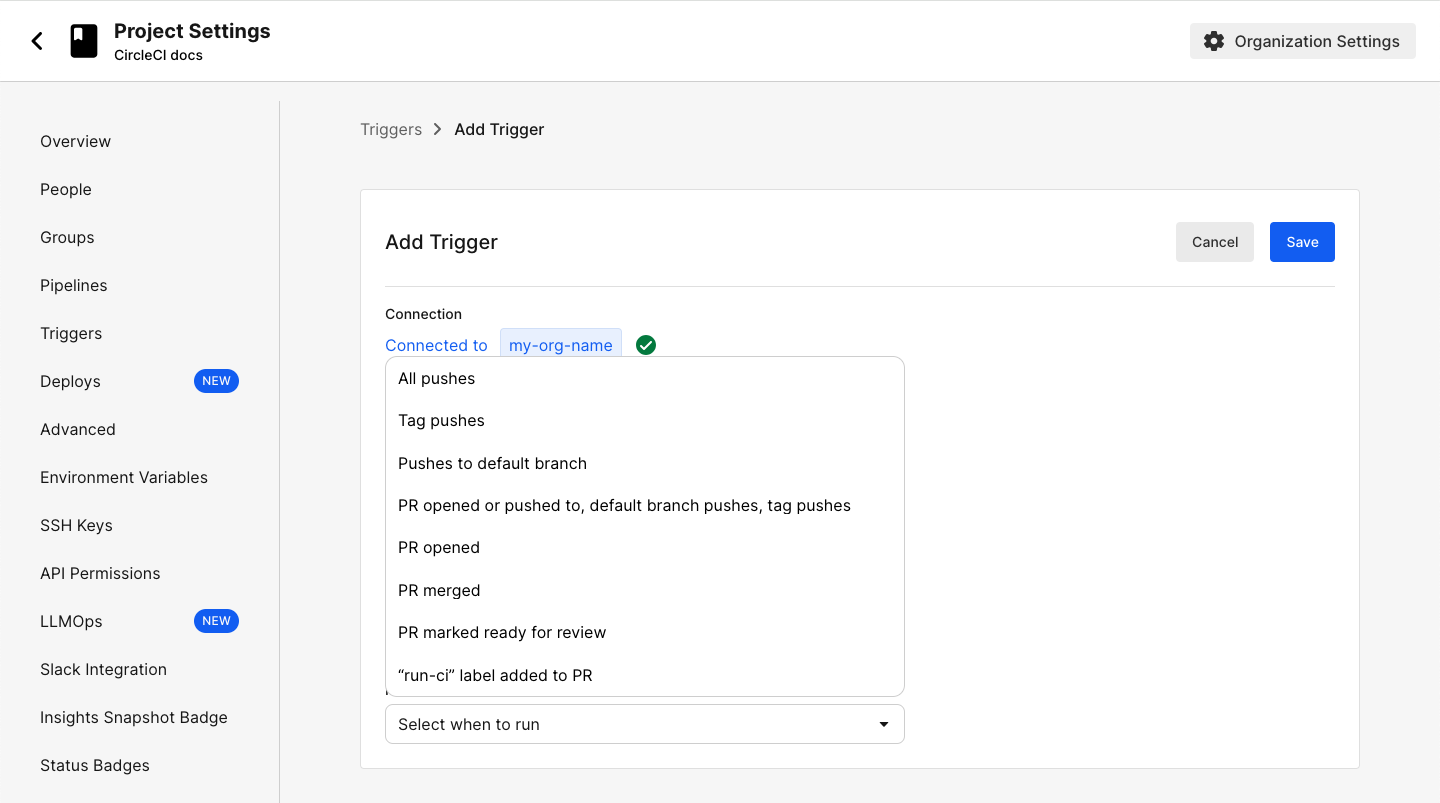 Project Settings
CircleCI docs
Organization Settings
Overview
People
Groups
Pipelines
Triggers
Deploys NEW
Advanced
Environment Variables
SSH Keys
API Permissions
LLMOps NEW
Slack Integration
Insights Snapshot Badge
Status Badges
Triggers > Add Trigger
Add Trigger
Cancel
Save
Connection
Connected to my-org-name
All pushes
Tag pushes
Pushes to default branch
PR opened or pushed to, default branch pushes, tag pushes
PR opened
PR merged
PR marked ready for review
“run-ci” label added to PR
Select when to run